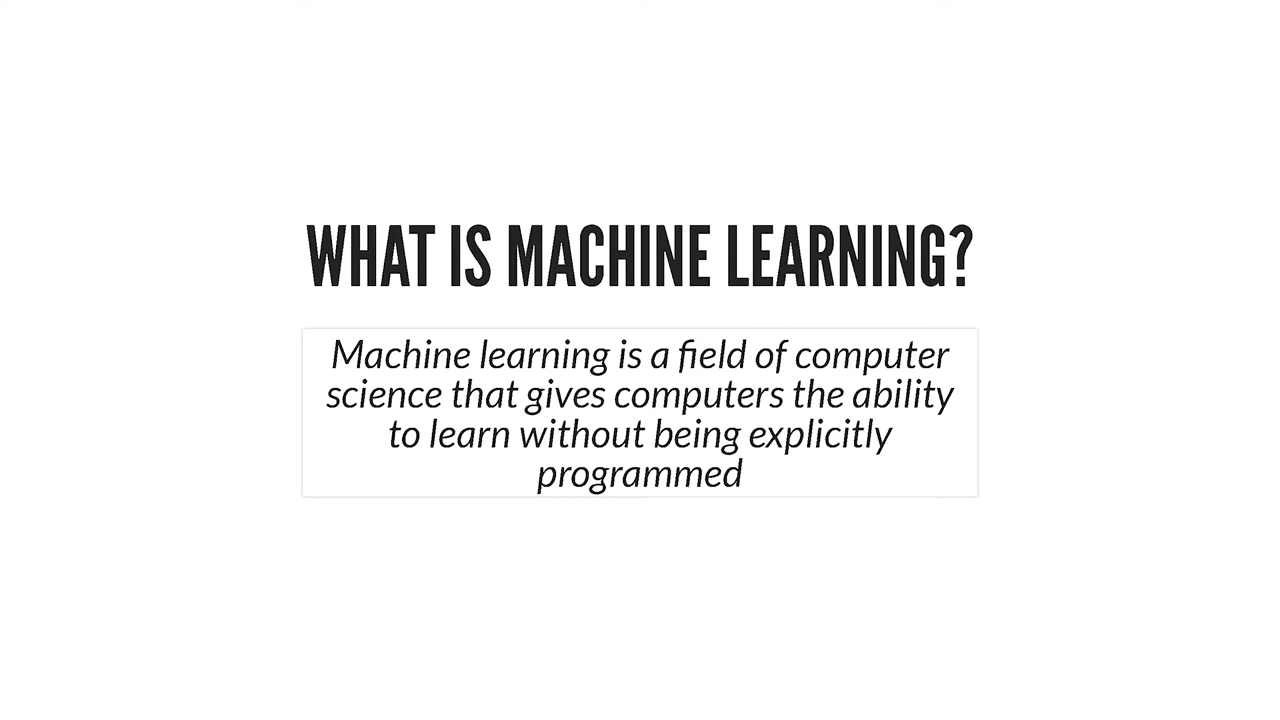 WHAT IS MACHINE LEARNING?
Machine learning is a field of computer
science that gives computers the ability
to learn without being explicitly
programmed